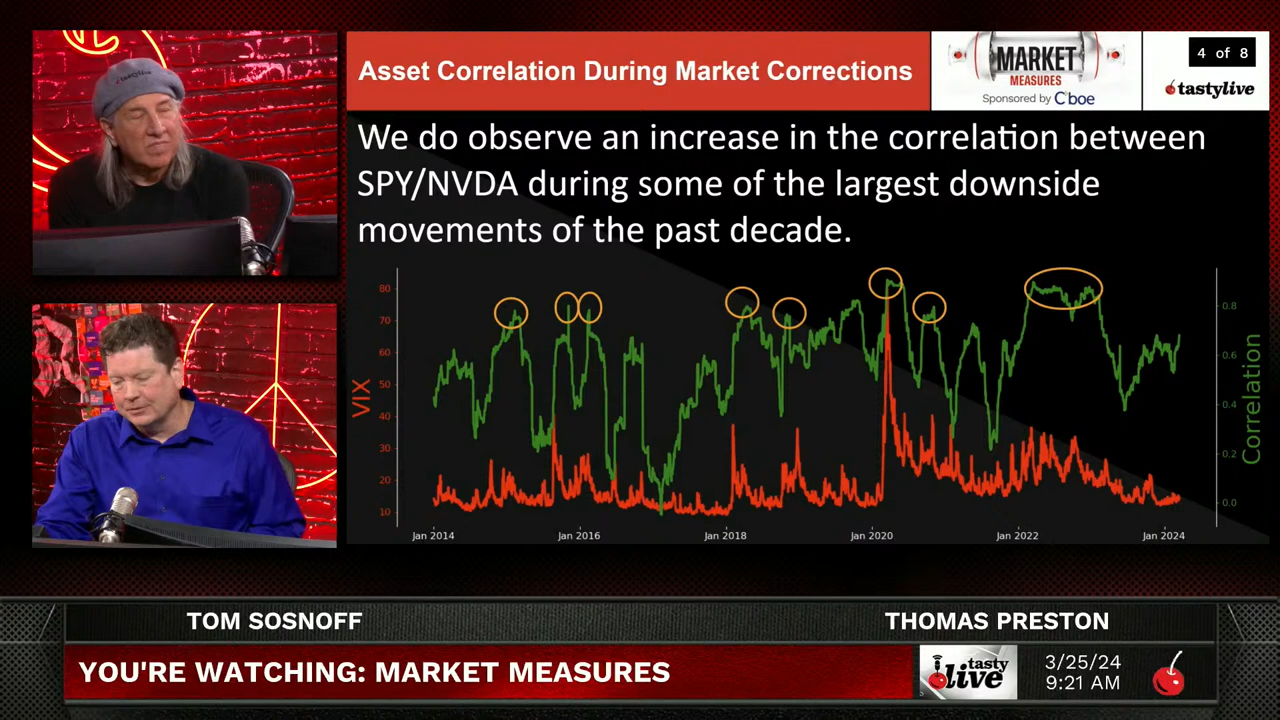 Asset Correlation During Market Corrections
MARKET
MEASURES
Sponsored by Cboe
4 of 8
tastylive
We do observe an increase in the correlation between
SPY/NVDA during some of the largest downside
movements of the past decade.
VIX
80
70
60
50
40
30
20
10
0.8
0.6
0.4
0.2
0.0
Correlation
Jan 2014
Jan 2016
Jan 2018
Jan 2020
Jan 2022
Jan 2024
TOM SOSNOFF
THOMAS PRESTON
YOU'RE WATCHING: MARKET MEASURES
tasty
live
3/25/24
9:21 AM